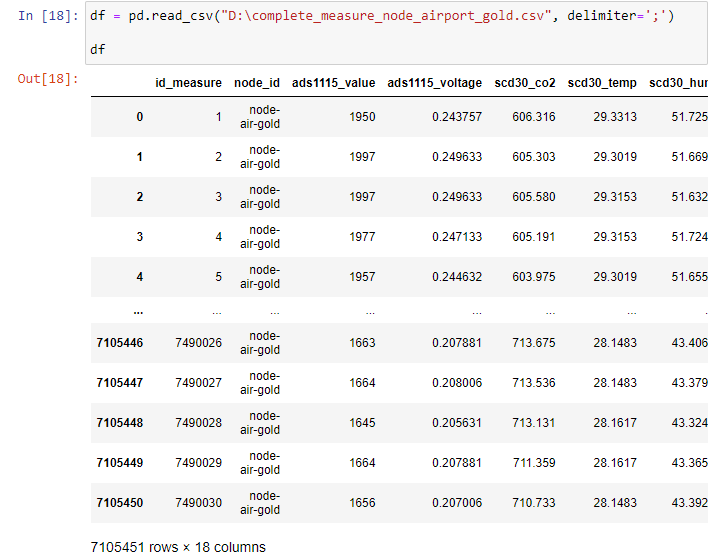 In [18]: df = pd.read_csv("D:\complete_measure_node_airport_gold.csv", delimiter=';')
df
Out[18]:
id_measure node_id ads1115_value ads1115_voltage scd30_co2 scd30_temp scd30_hur
0 1 node-air-gold 1950 0.243757 606.316 29.3313 51.725
1 2 node-air-gold 1997 0.249633 605.303 29.3019 51.669
2 3 node-air-gold 1997 0.249633 605.580 29.3153 51.632
3 4 node-air-gold 1977 0.247133 605.191 29.3153 51.724
4 5 node-air-gold 1957 0.244632 603.975 29.3019 51.655
... ... ... ... ... ... ... .
7105446 7490026 node-air-gold 1663 0.207881 713.675 28.1483 43.406
7105447 7490027 node-air-gold 1664 0.208006 713.536 28.1483 43.379
7105448 7490028 node-air-gold 1645 0.205631 713.131 28.1617 43.324
7105449 7490029 node-air-gold 1664 0.207881 711.359 28.1617 43.365
7105450 7490030 node-air-gold 1656 0.207006 710.733 28.1483 43.392
7105451 rows × 18 columns